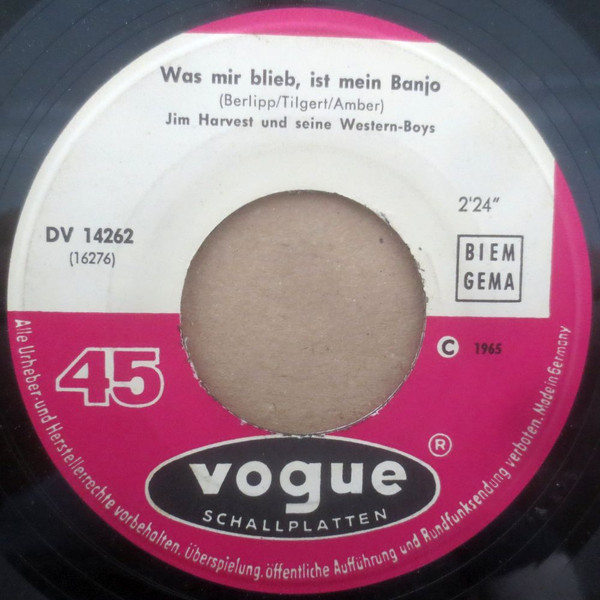 Was mir blieb, ist mein Banjo
(Berlipp/Tilgert/Amber)
Jim Harvest und seine Western-Boys
2'24"
DV 14262
(16276)
BIEM
GEMA
45
C 1965
vogue ®
SCHALLPLATTEN
Alle Urheber- und Herstellerrechte vorbehalten. Überspielung, öffentliche Aufführung und Rundfunksendung verboten. Made in Germany